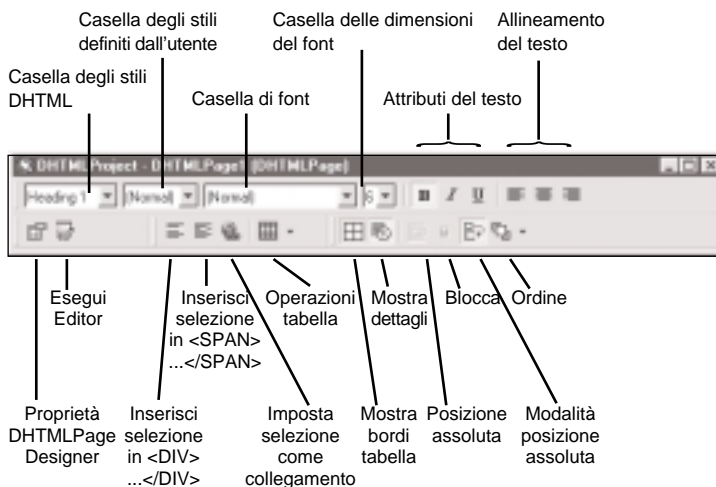 Casella degli stili
definiti dall'utente
Casella delle dimensioni
del font
Allineamento
del testo
Casella degli stili
DHTML
Casella di font
Attributi del testo
DHTMLProject - DHTMLPage1 (DHTMLPage)
Heading 1
(Normal)
(Normal)
6
B I U
Esegui
Editor
Inserisci
selezione
in <SPAN>
...</SPAN>
Operazioni
tabella
Mostra
dettagli
Blocca
Ordine
Proprietà
DHTMLPage
Designer
Inserisci
selezione
in <DIV>
...</DIV>
Imposta
selezione
come
collegamento
Mostra
bordi
tabella
Posizione
assoluta
Modalità
posizione
assoluta